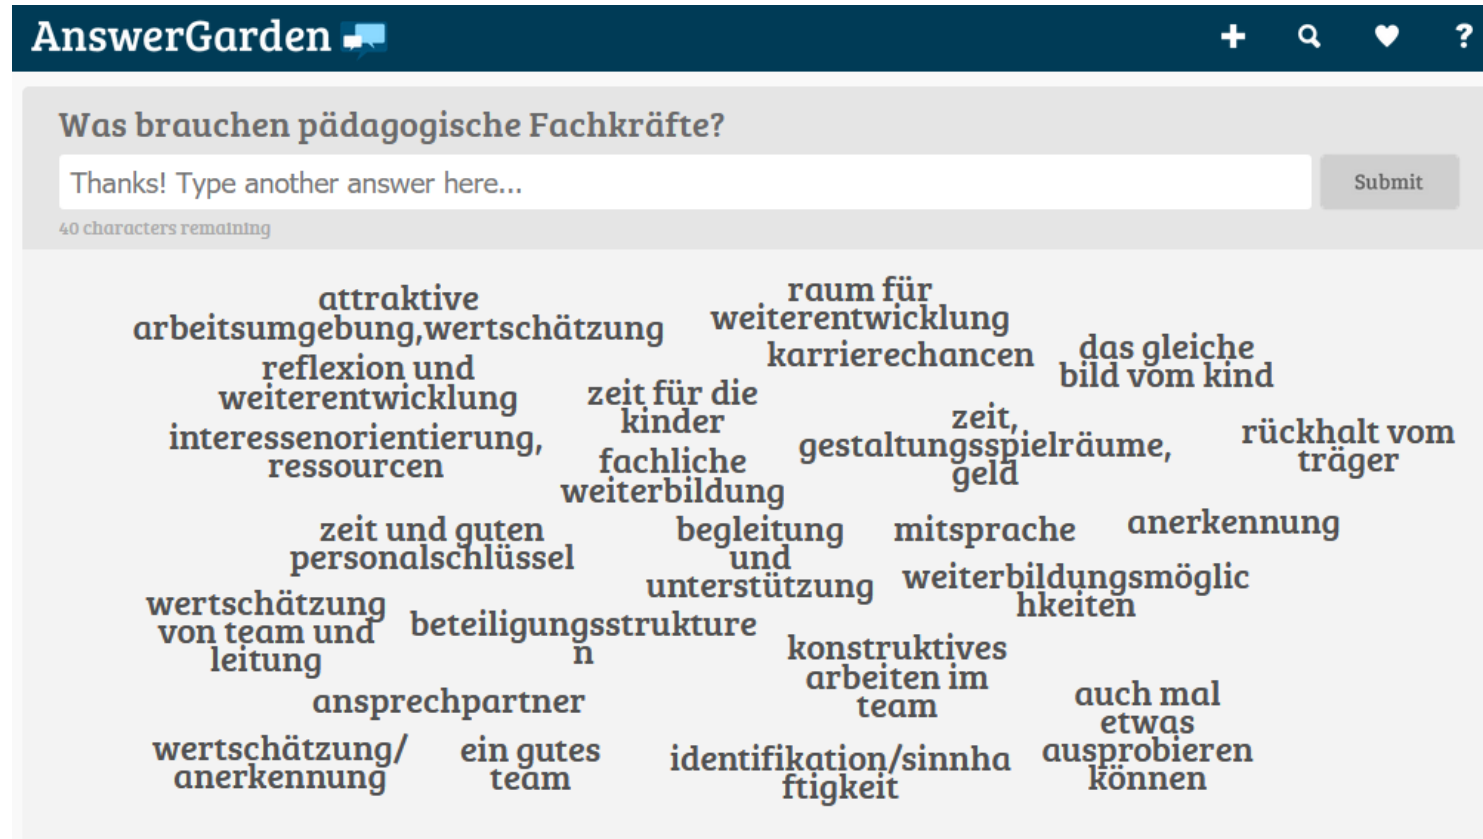 AnswerGarden
Was brauchen pädagogische Fachkräfte?
Thanks! Type another answer here...
Submit
40 characters remaining
attraktive
arbeitsumgebung,wertschätzung
raum für
weiterentwicklung
karrierechancen
das gleiche
bild vom kind
reflexion und
weiterentwicklung
zeit für die
kinder
interessenorientierung,
ressourcen
fachliche
weiterbildung
zeit,
gestaltungsspielräume,
geld
rückhalt vom
träger
zeit und guten
personalschlüssel
begleitung
und
unterstützung
mitsprache
anerkennung
weiterbildungsmöglic
hkeiten
wertschätzung
von team und
leitung
beteiligungsstrukture
n
konstruktives
arbeiten im
team
ansprechpartner
auch mal
etwas
ausprobieren
können
wertschätzung/
anerkennung
ein gutes
team
identifikation/sinnha
ftigkeit
?